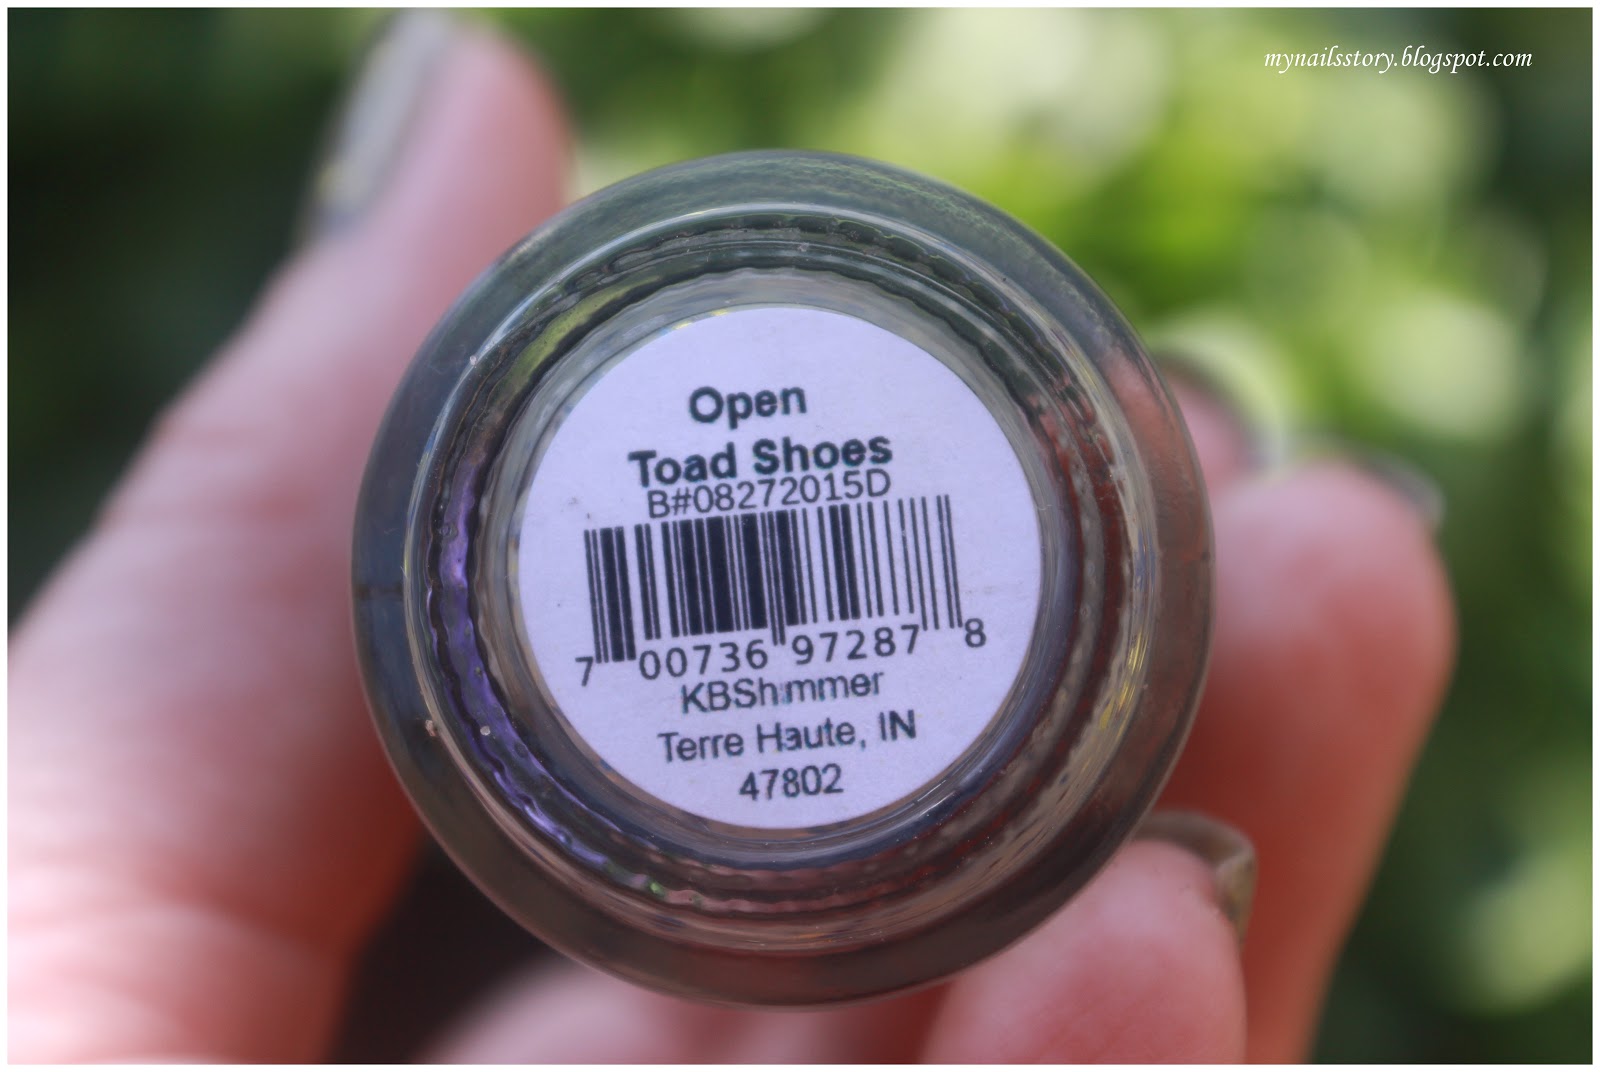 mynailsstory.blogspot.com
Open
Toad Shoes
B#08272015D
7 00736 97287 8
KBShimmer
Terre Haute, IN
47802